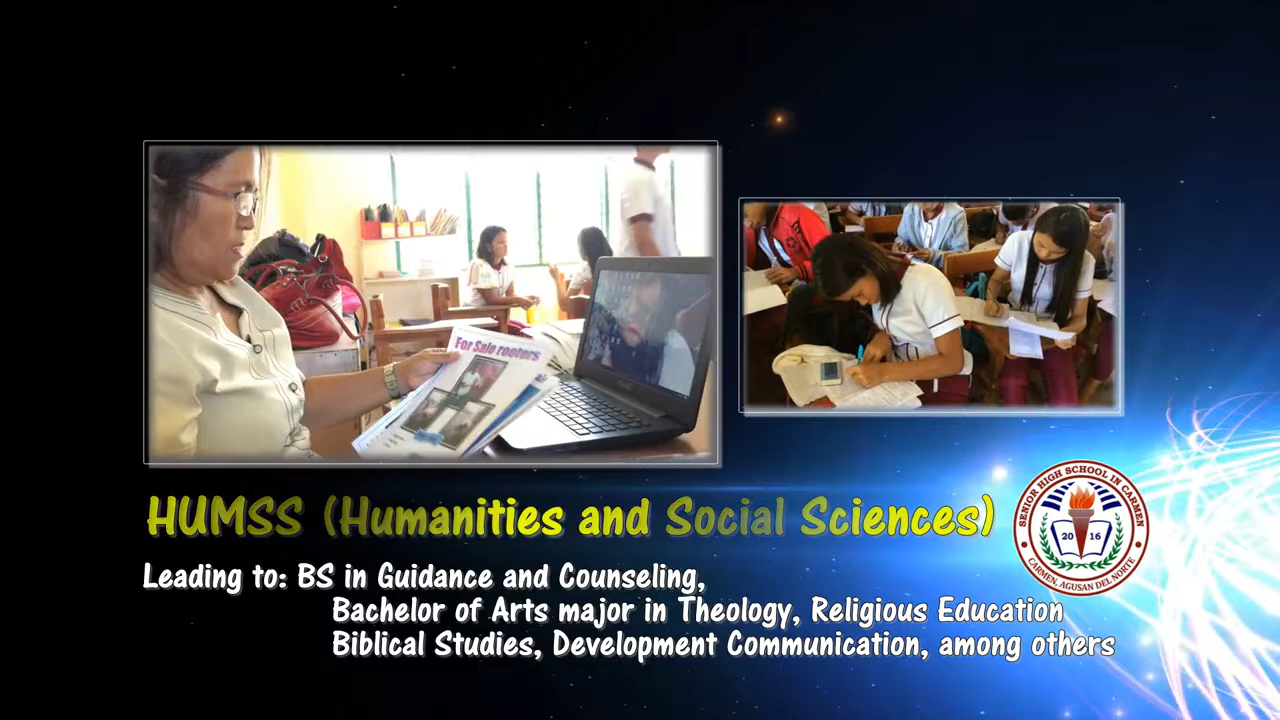 For Sale rooters
HUMSS (Humanities and Social Sciences)
SENIOR HIGH SCHOOL IN CARMEN
20 16
CARMEN, AGUSAN DEL NORTE
Leading to: BS in Guidance and Counseling,
Bachelor of Arts major in Theology, Religious Education
Biblical Studies, Development Communication, among others